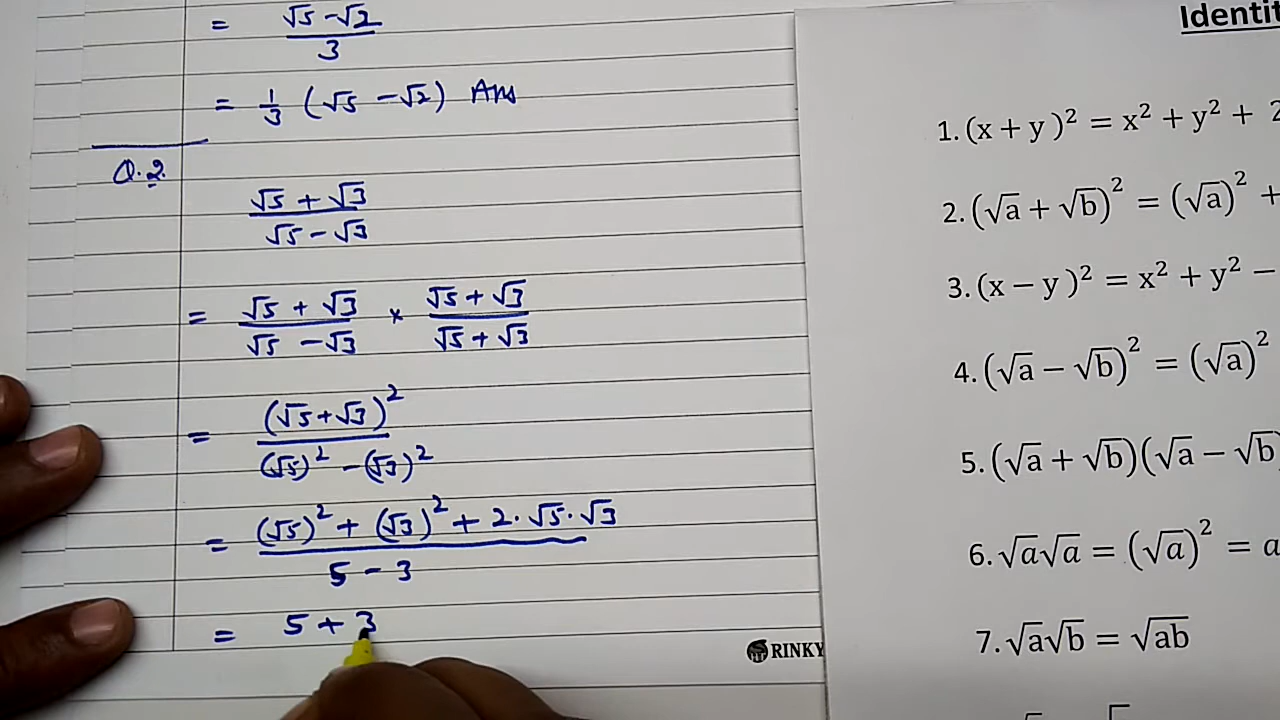 = √5 - √2 / 3
= 1/3 (√5 - √2) Ans
Q.2.
√5 + √3 / √5 - √3
= √5 + √3 / √5 - √3 × √5 + √3 / √5 + √3
= (√5 + √3)² / (√5)² - (√3)²
= (√5)² + (√3)² + 2·√5·√3 / 5 - 3
= 5 + 3
RINKY
Identit
1. (x + y )² = x² + y² + 2
2. (√a + √b)² = (√a)² +
3. (x − y )² = x² + y² −
4. (√a − √b)² = (√a)²
5. (√a + √b)(√a − √b)
6. √a√a = (√a)² = a
7. √a√b = √ab